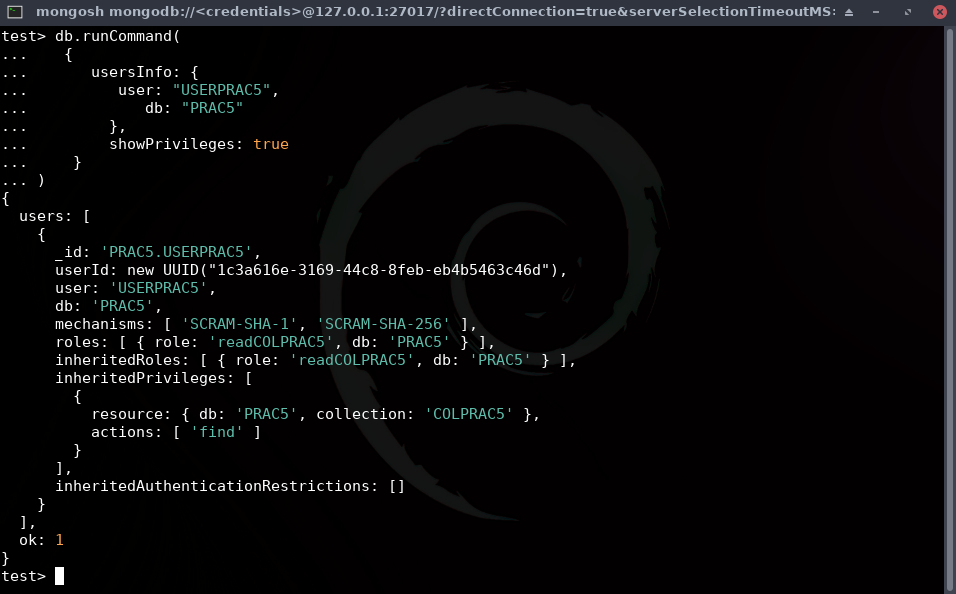 mongosh mongodb://<credentials>@127.0.0.1:27017/?directConnection=true&serverSelectionTimeoutMS:
test> db.runCommand(
...    {
...       usersInfo: {
...          user: "USERPRAC5",
...             db: "PRAC5"
...         },
...         showPrivileges: true
...     }
... )
{
  users: [
    {
      _id: 'PRAC5.USERPRAC5',
      userId: new UUID("1c3a616e-3169-44c8-8feb-eb4b5463c46d"),
      user: 'USERPRAC5',
      db: 'PRAC5',
      mechanisms: [ 'SCRAM-SHA-1', 'SCRAM-SHA-256' ],
      roles: [ { role: 'readCOLPRAC5', db: 'PRAC5' } ],
      inheritedRoles: [ { role: 'readCOLPRAC5', db: 'PRAC5' } ],
      inheritedPrivileges: [
        {
          resource: { db: 'PRAC5', collection: 'COLPRAC5' },
          actions: [ 'find' ]
        }
      ],
      inheritedAuthenticationRestrictions: []
    }
  ],
  ok: 1
}
test>